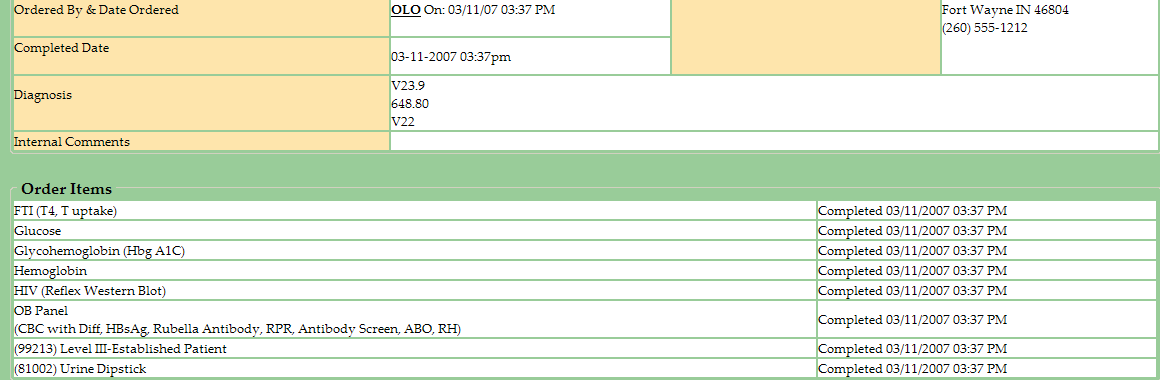 Ordered By & Date Ordered
OLO On: 03/11/07 03:37 PM
Fort Wayne IN 46804
(260) 555-1212
Completed Date
03-11-2007 03:37pm
Diagnosis
V23.9
648.80
V22
Internal Comments
Order Items
FTI (T4, T uptake) Completed 03/11/2007 03:37 PM
Glucose Completed 03/11/2007 03:37 PM
Glycohemoglobin (Hbg A1C) Completed 03/11/2007 03:37 PM
Hemoglobin Completed 03/11/2007 03:37 PM
HIV (Reflex Western Blot) Completed 03/11/2007 03:37 PM
OB Panel
(CBC with Diff, HBsAg, Rubella Antibody, RPR, Antibody Screen, ABO, RH) Completed 03/11/2007 03:37 PM
(99213) Level III-Established Patient Completed 03/11/2007 03:37 PM
(81002) Urine Dipstick Completed 03/11/2007 03:37 PM